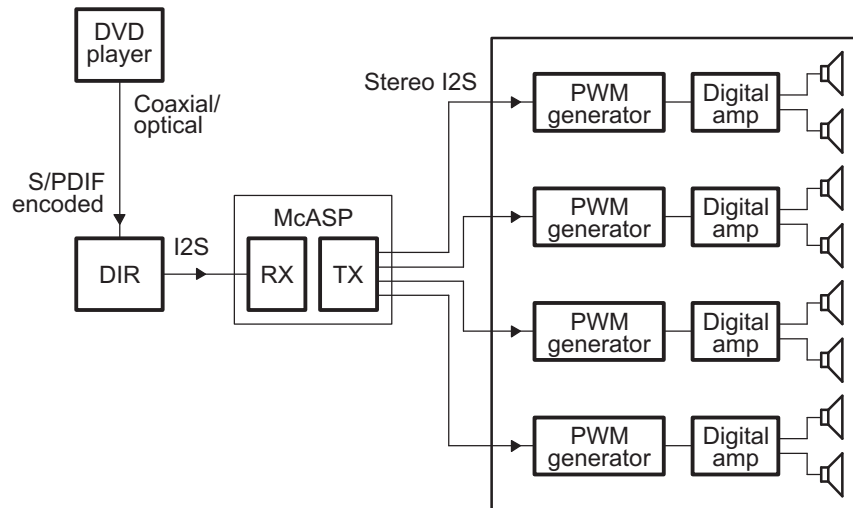 DVD
player
Coaxial/
optical
S/PDIF
encoded
DIR
I2S
McASP
RX
TX
Stereo I2S
PWM
generator
Digital
amp
PWM
generator
Digital
amp
PWM
generator
Digital
amp
PWM
generator
Digital
amp